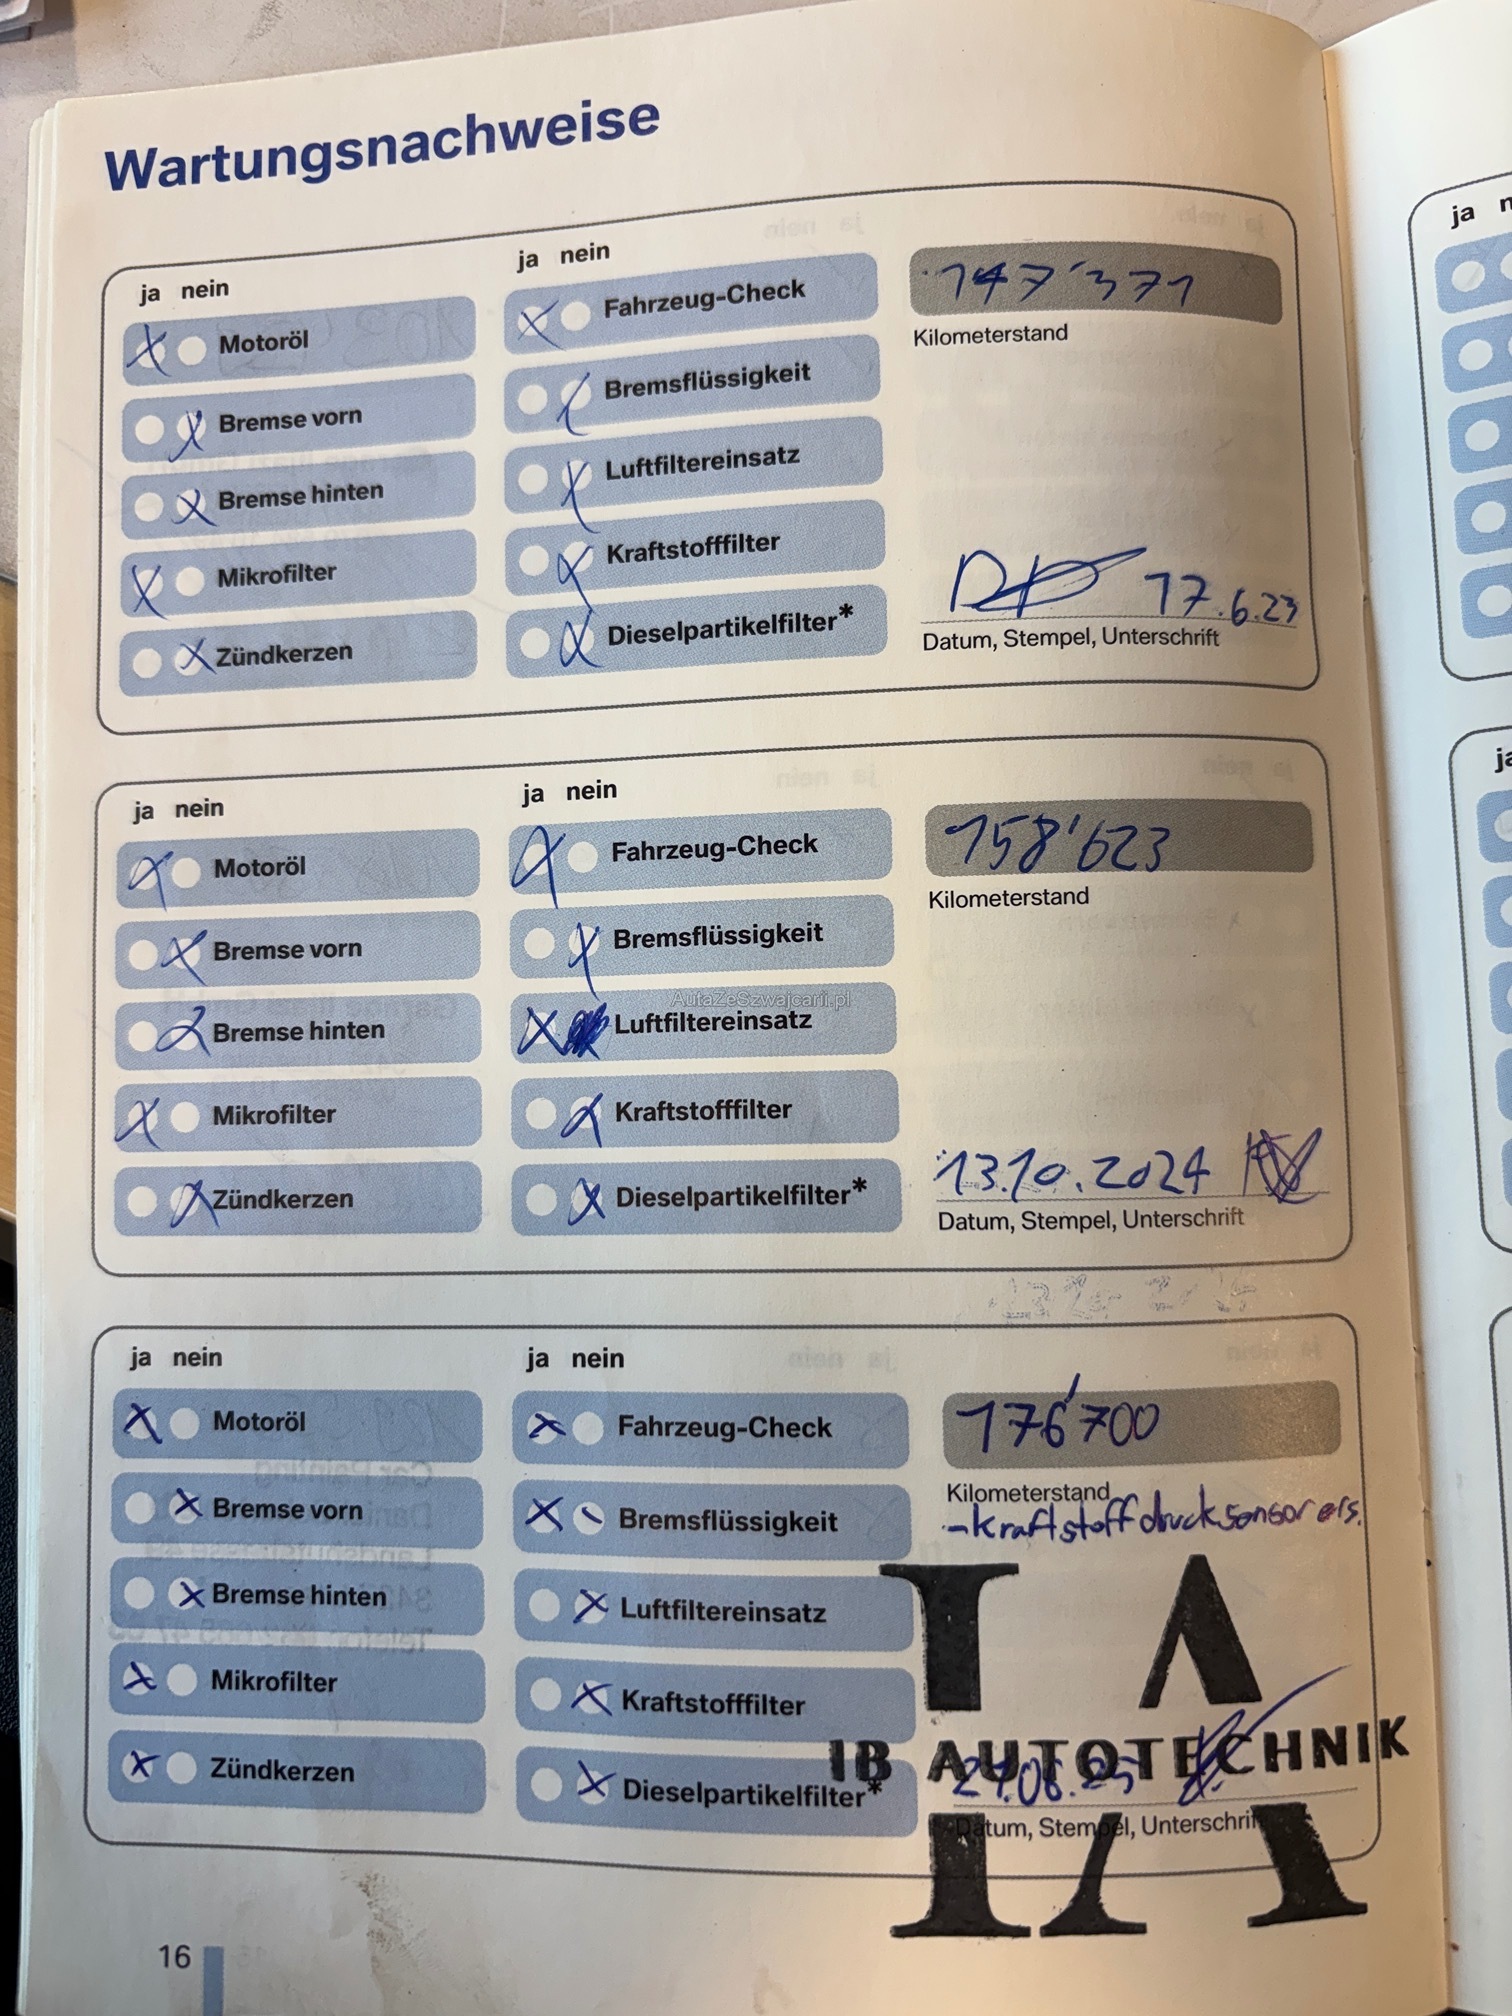 Wartungsnachweise
ja nein
Motoröl
Bremse vorn
Bremse hinten
Mikrofilter
Zündkerzen
ja nein
Fahrzeug-Check
Bremsflüssigkeit
Luftfiltereinsatz
Kraftstofffilter
Dieselpartikelfilter*
147'371
Kilometerstand
17.6.23
Datum, Stempel, Unterschrift
ja nein
Motoröl
Bremse vorn
Bremse hinten
Mikrofilter
Zündkerzen
ja nein
Fahrzeug-Check
Bremsflüssigkeit
AutaZeSzwajcarii.pl
Luftfiltereinsatz
Kraftstofffilter
Dieselpartikelfilter*
158'623
Kilometerstand
13.10.2024
Datum, Stempel, Unterschrift
ja nein
Motoröl
Bremse vorn
Bremse hinten
Mikrofilter
Zündkerzen
ja nein
Fahrzeug-Check
Bremsflüssigkeit
Luftfiltereinsatz
Kraftstofffilter
Dieselpartikelfilter*
176'700
Kilometerstand
-kraftstoffdrucksensor ers.
IB AUTOTECHNIK
Datum, Stempel, Unterschrift
16
ja